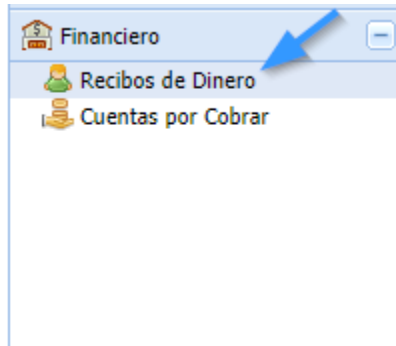 Financiero
Recibos de Dinero
Cuentas por Cobrar